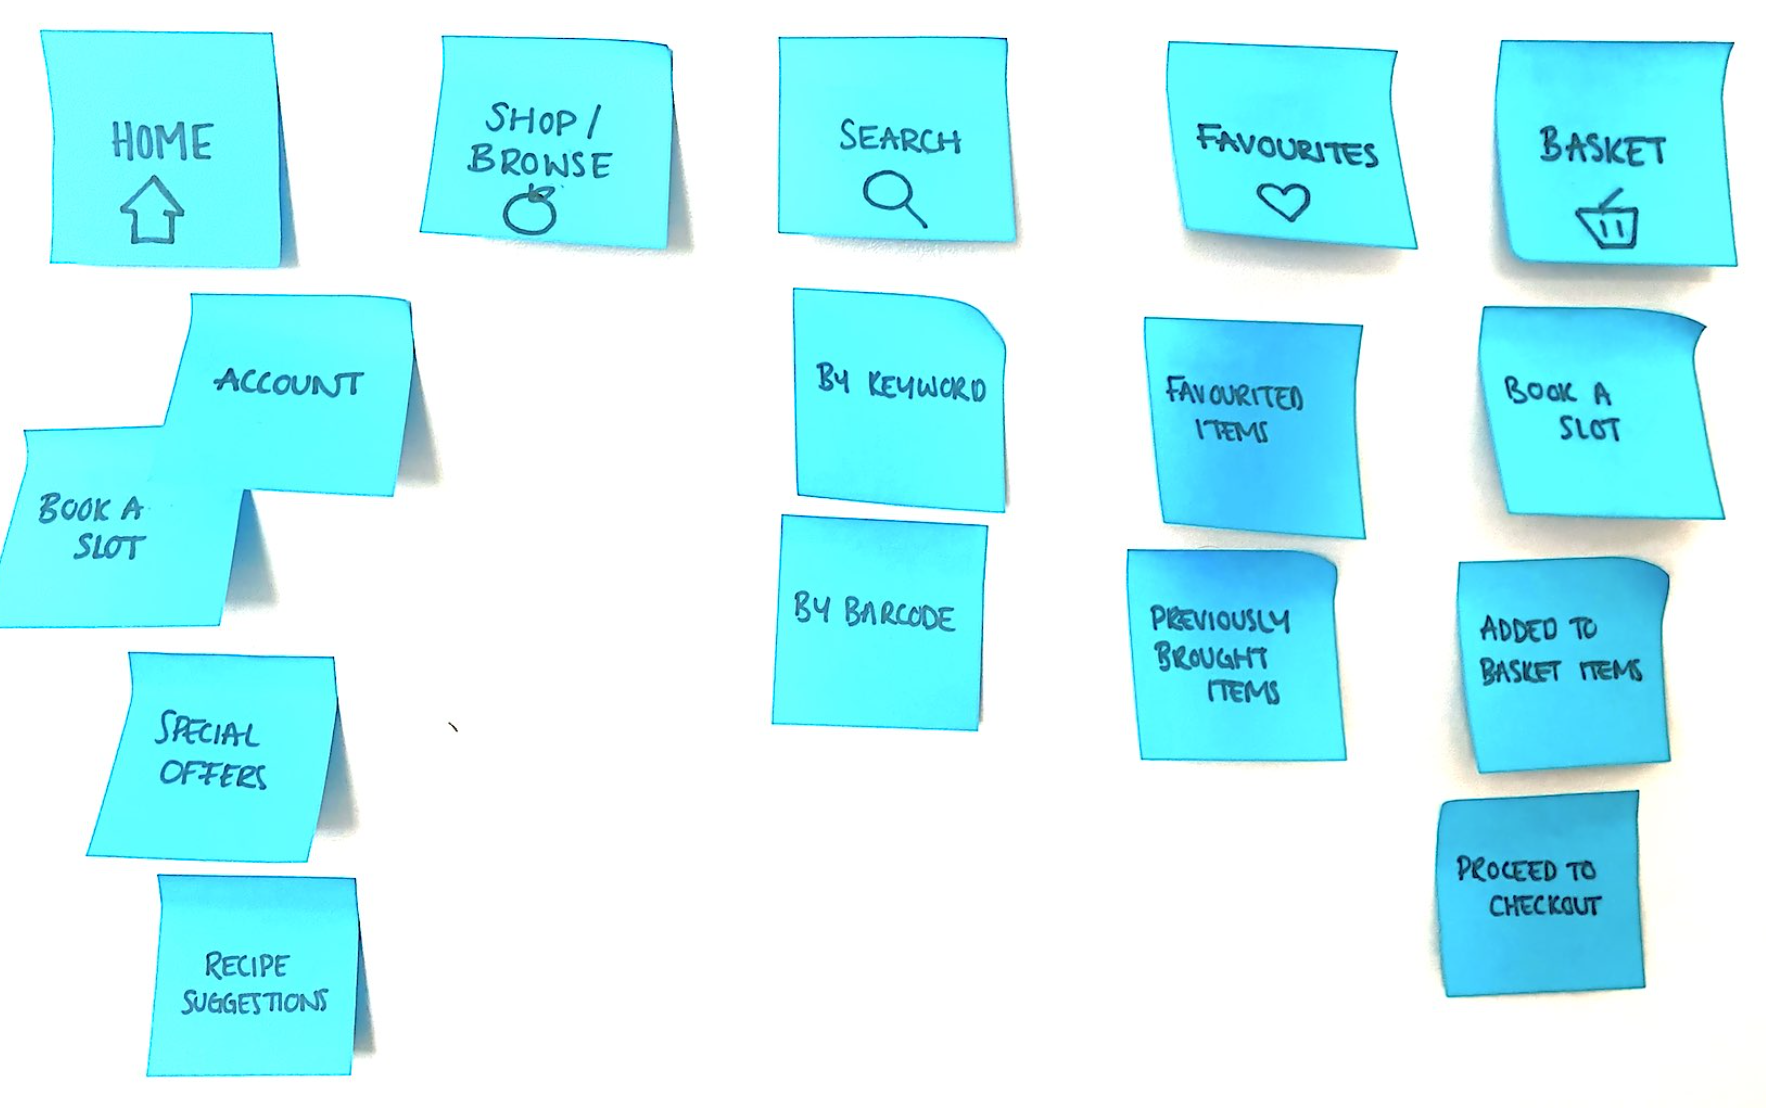 HOME
SHOP /
BROWSE
SEARCH
FAVOURITES
BASKET
ACCOUNT
BOOK A
SLOT
SPECIAL
OFFERS
RECIPE
SUGGESTIONS
BY KEYWORD
BY BARCODE
FAVOURITED
ITEMS
PREVIOUSLY
BROUGHT
ITEMS
BOOK A
SLOT
ADDED TO
BASKET ITEMS
PROCEED TO
CHECKOUT